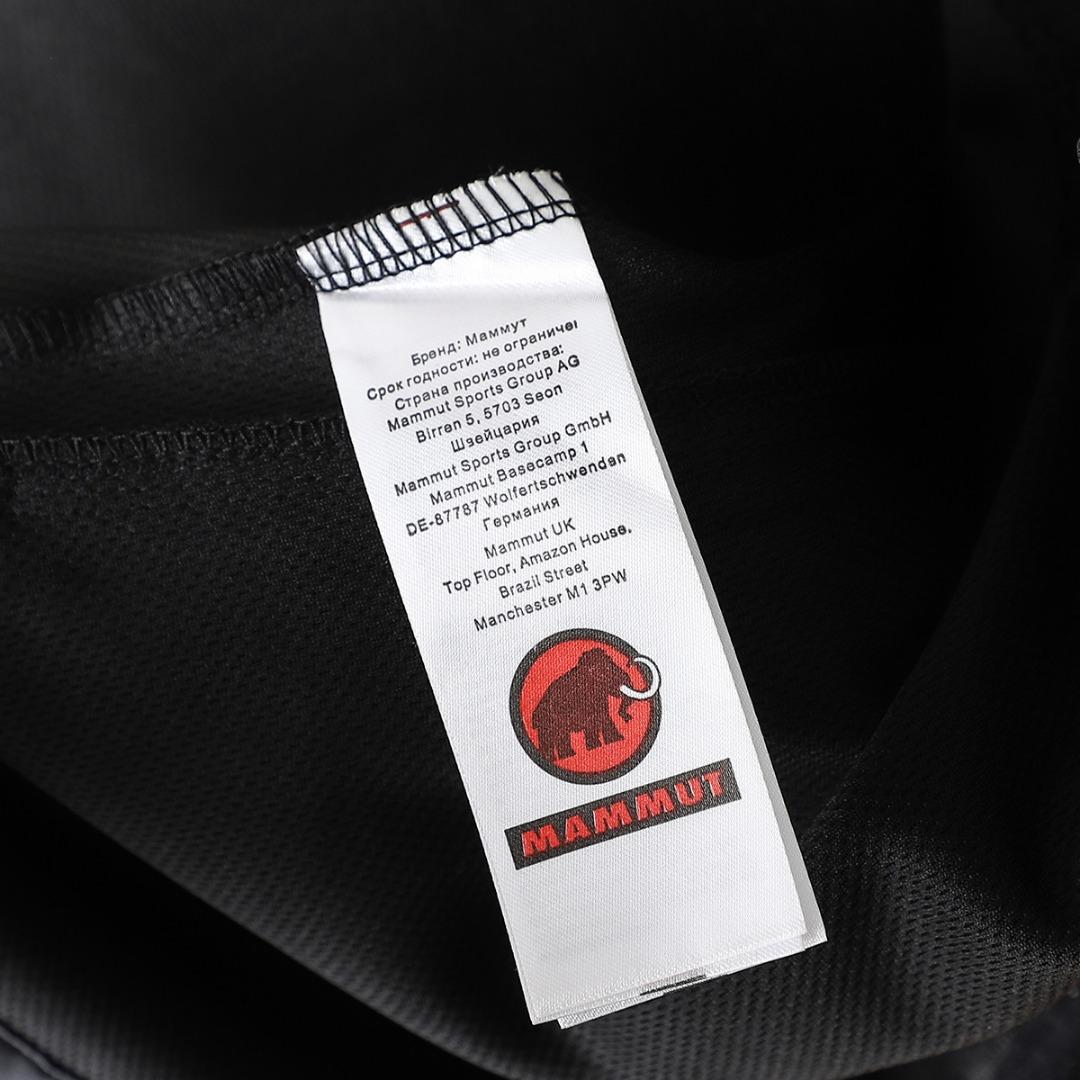 Бренд: Маммут
Срок годности: не ограничен
Страна производства:
Mammut Sports Group AG
Birren 5, 5703 Seon
Швейцария
Mammut Sports Group GmbH
Mammut Basecamp 1
DE-87787 Wolfertschwenden
Германия
Mammut UK
Top Floor, Amazon House,
Brazil Street
Manchester M1 3PW
MAMMUT